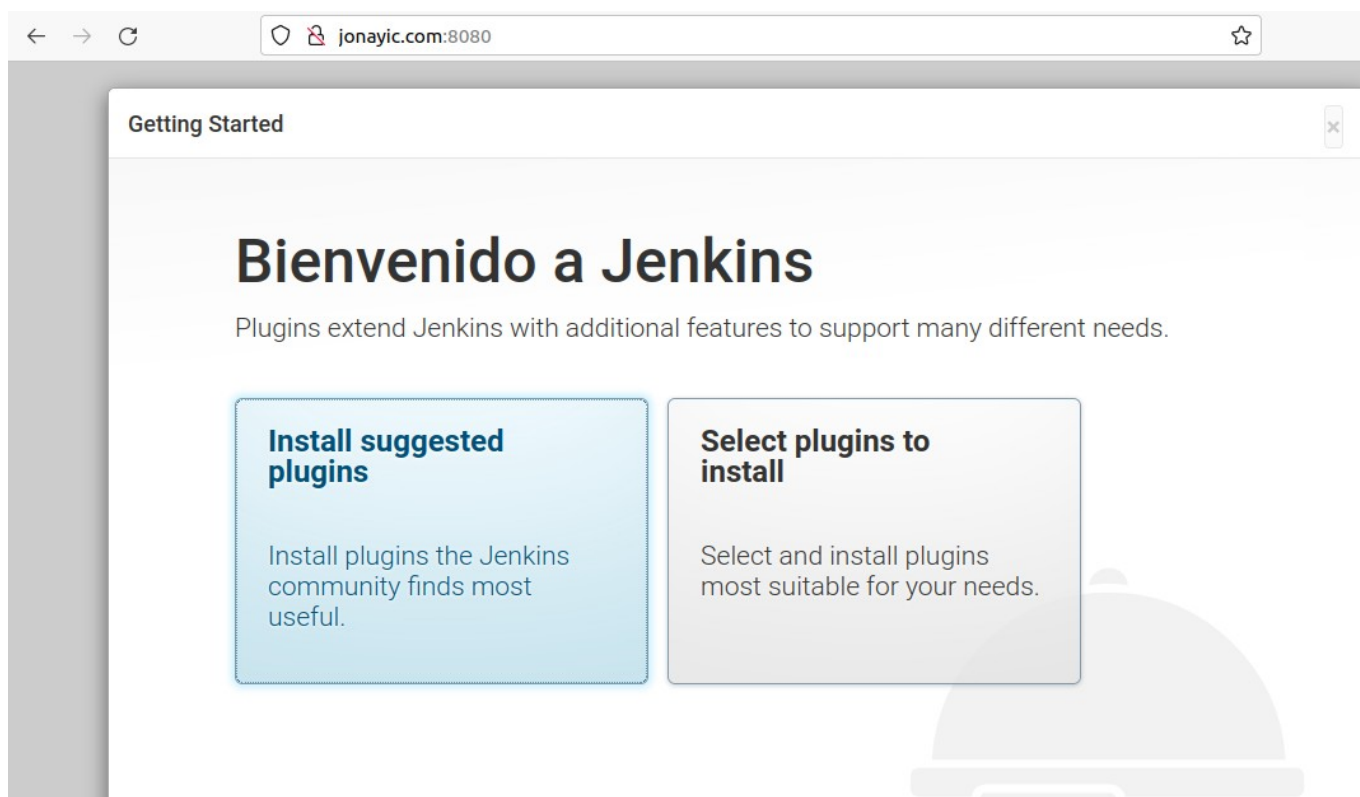 jonayic.com:8080
Getting Started
×
Bienvenido a Jenkins
Plugins extend Jenkins with additional features to support many different needs.
Install suggested
plugins
Install plugins the Jenkins
community finds most
useful.
Select plugins to
install
Select and install plugins
most suitable for your needs.